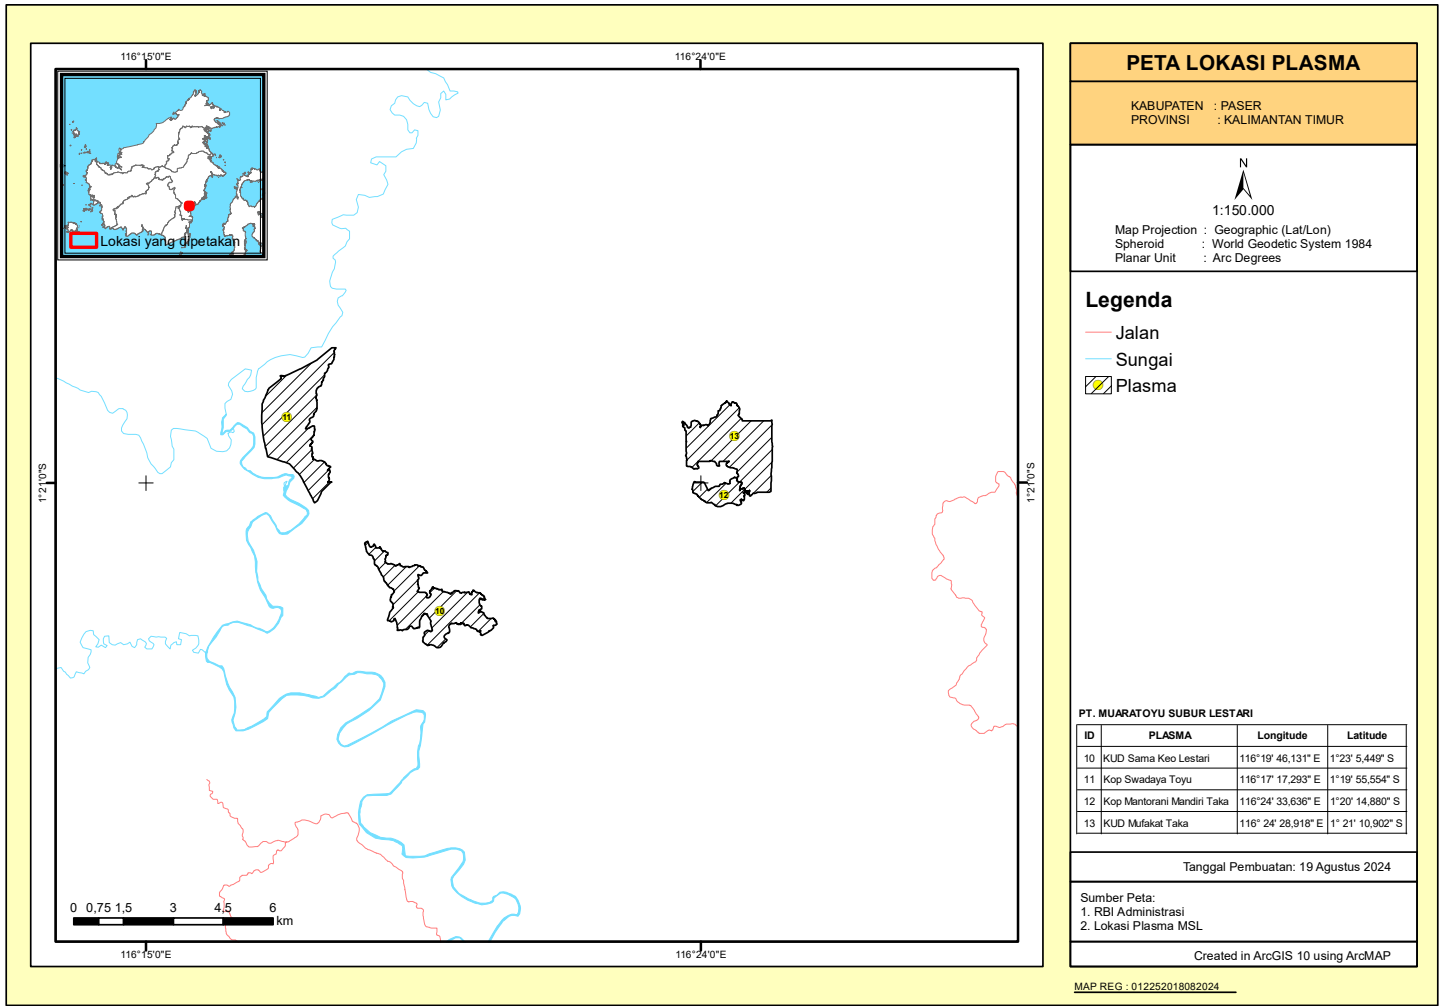 116°15'0"E
116°24'0"E
Lokasi yang dipetakan
11
13
12
10
1°21'0"S
1°21'0"S
0 0,75 1,5 3 4,5 6
km
116°15'0"E
116°24'0"E
PETA LOKASI PLASMA
KABUPATEN : PASER
PROVINSI : KALIMANTAN TIMUR
N
1:150.000
Map Projection : Geographic (Lat/Lon)
Spheroid : World Geodetic System 1984
Planar Unit : Arc Degrees
Legenda
Jalan
Sungai
Plasma
PT. MUARATOYU SUBUR LESTARI
ID PLASMA Longitude Latitude
10 KUD Sama Keo Lestari 116°19' 46,131" E 1°23' 5,449" S
11 Kop Swadaya Toyu 116°17' 17,293" E 1°19' 55,554" S
12 Kop Mantorani Mandiri Taka 116°24' 33,636" E 1°20' 14,880" S
13 KUD Mufakat Taka 116° 24' 28,918" E 1° 21' 10,902" S
Tanggal Pembuatan: 19 Agustus 2024
Sumber Peta:
1. RBI Administrasi
2. Lokasi Plasma MSL
Created in ArcGIS 10 using ArcMAP
MAP REG : 012252018082024